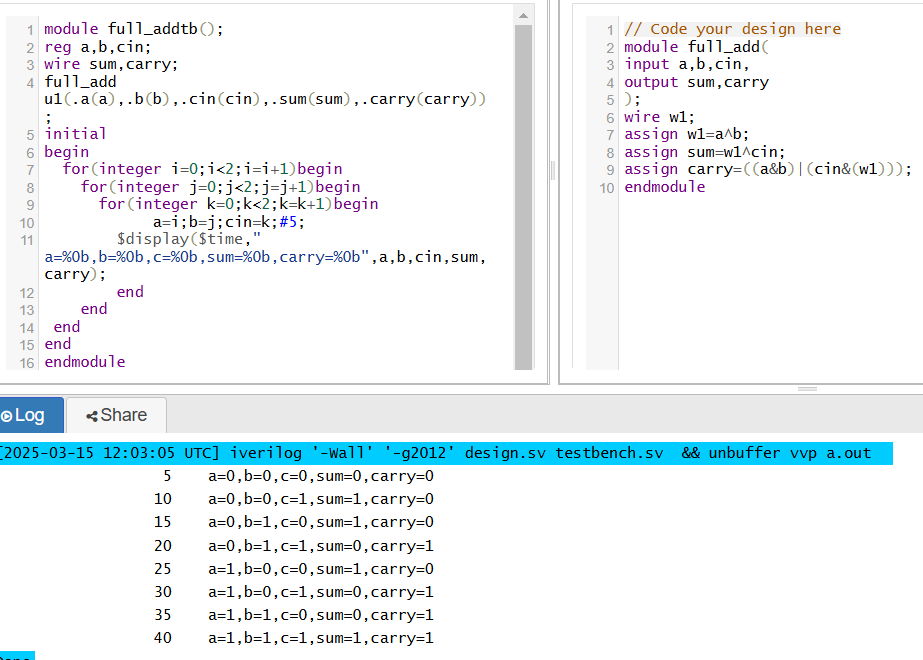 1 module full_addtb();
2 reg a,b,cin;
3 wire sum,carry;
4 full_add
u1(.a(a),.b(b),.cin(cin),.sum(sum),.carry(carry))
;
5 initial
6 begin
7 for(integer i=0;i<2;i=i+1)begin
8 for(integer j=0;j<2;j=j+1)begin
9 for(integer k=0;k<2;k=k+1)begin
10 a=i;b=j;cin=k;#5;
11 $display($time,"
a=%0b,b=%0b,c=%0b,sum=%0b,carry=%0b",a,b,cin,sum,
carry);
12 end
13 end
14 end
15 end
16 endmodule
1 // Code your design here
2 module full_add(
3 input a,b,cin,
4 output sum,carry
5 );
6 wire w1;
7 assign w1=a^b;
8 assign sum=w1^cin;
9 assign carry=((a&b)|(cin&(w1)));
10 endmodule
Log
Share
[2025-03-15 12:03:05 UTC] iverilog '-Wall' '-g2012' design.sv testbench.sv && unbuffer vvp a.out
5 a=0,b=0,c=0,sum=0,carry=0
10 a=0,b=0,c=1,sum=1,carry=0
15 a=0,b=1,c=0,sum=1,carry=0
20 a=0,b=1,c=1,sum=0,carry=1
25 a=1,b=0,c=0,sum=1,carry=0
30 a=1,b=0,c=1,sum=0,carry=1
35 a=1,b=1,c=0,sum=0,carry=1
40 a=1,b=1,c=1,sum=1,carry=1